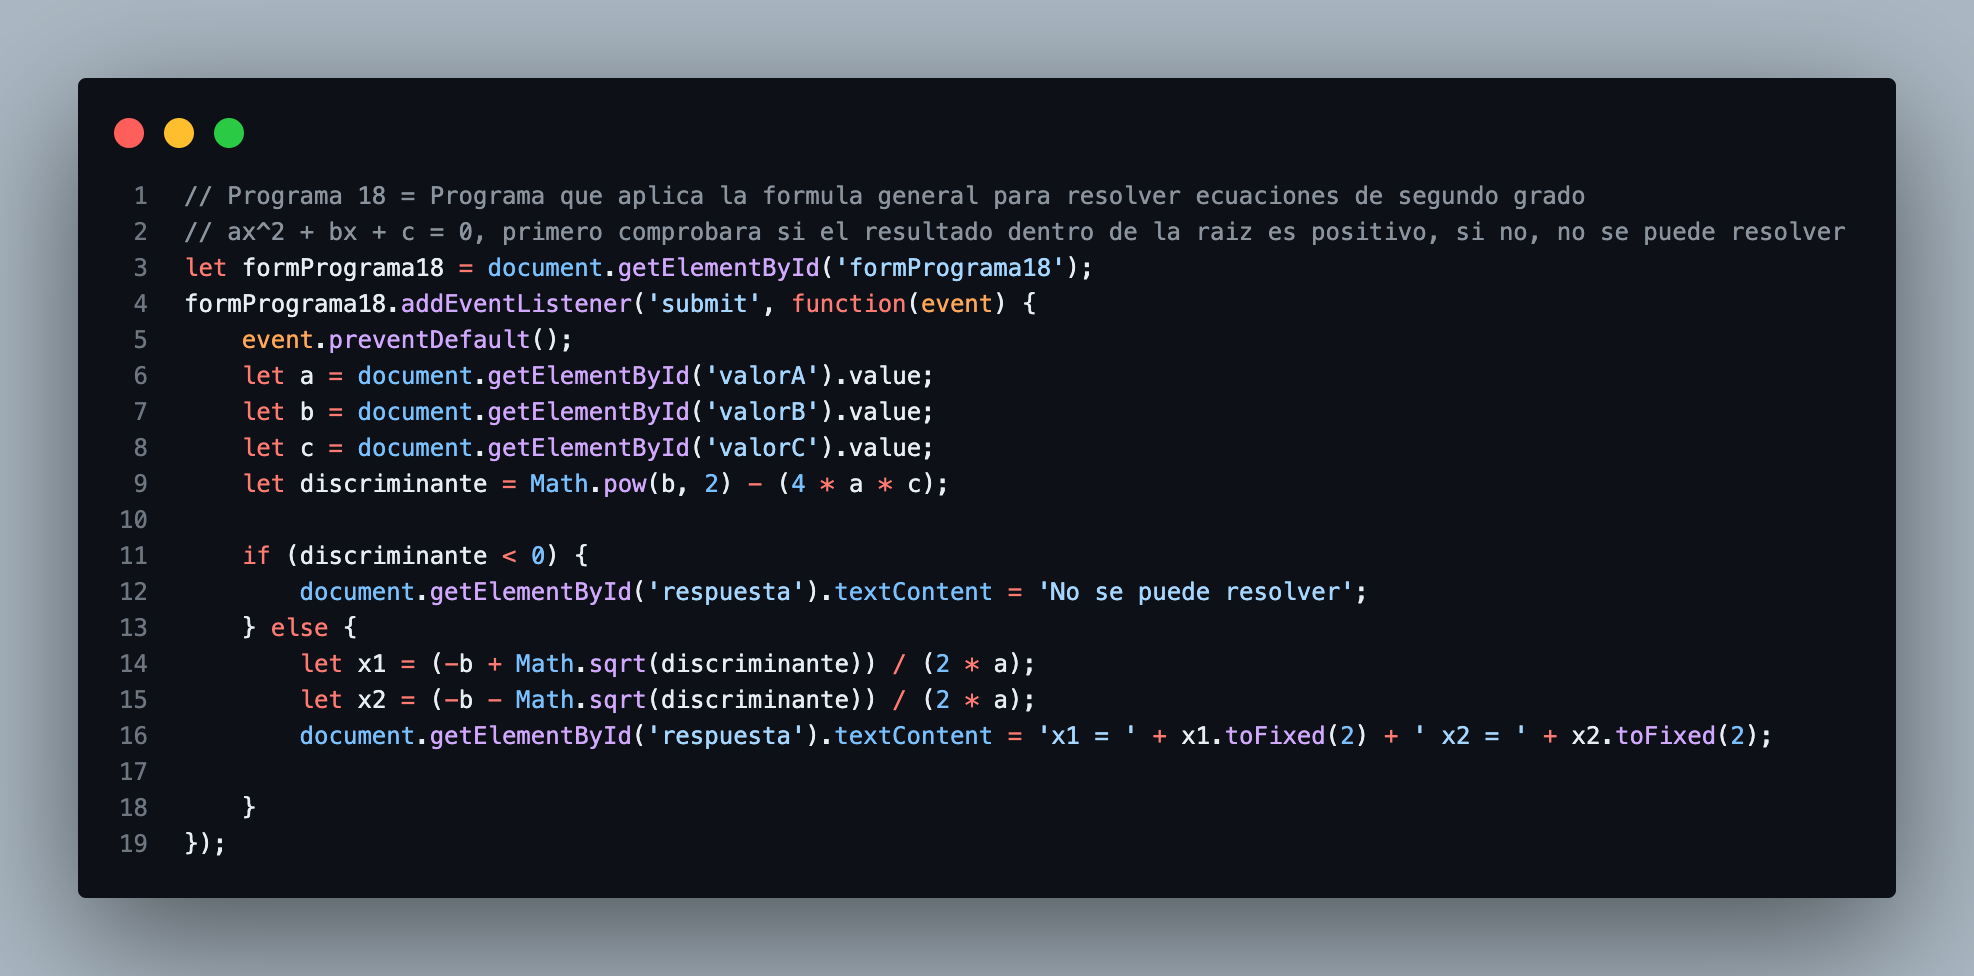 1 // Programa 18 = Programa que aplica la formula general para resolver ecuaciones de segundo grado
2 // ax^2 + bx + c = 0, primero comprobara si el resultado dentro de la raiz es positivo, si no, no se puede resolver
3 let formPrograma18 = document.getElementById('formPrograma18');
4 formPrograma18.addEventListener('submit', function(event) {
5     event.preventDefault();
6     let a = document.getElementById('valorA').value;
7     let b = document.getElementById('valorB').value;
8     let c = document.getElementById('valorC').value;
9     let discriminante = Math.pow(b, 2) - (4 * a * c);
10
11     if (discriminante < 0) {
12         document.getElementById('respuesta').textContent = 'No se puede resolver';
13     } else {
14         let x1 = (-b + Math.sqrt(discriminante)) / (2 * a);
15         let x2 = (-b - Math.sqrt(discriminante)) / (2 * a);
16         document.getElementById('respuesta').textContent = 'x1 = ' + x1.toFixed(2) + ' x2 = ' + x2.toFixed(2);
17
18     }
19 });